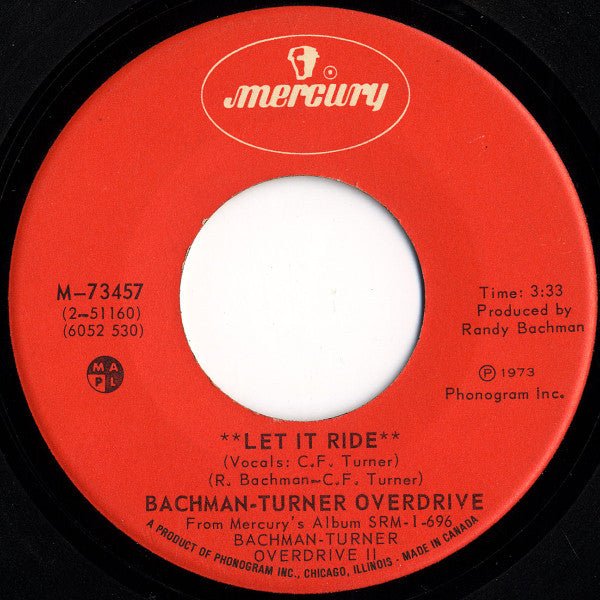 mercury
M-73457
(2-51160)
(6052 530)
M A P L
Time: 3:33
Produced by
Randy Bachman
Ⓟ 1973
Phonogram Inc.
**LET IT RIDE**
(Vocals: C.F. Turner)
(R. Bachman-C.F. Turner)
BACHMAN-TURNER OVERDRIVE
From Mercury's Album SRM-1-696
BACHMAN-TURNER
OVERDRIVE II
A PRODUCT OF PHONOGRAM INC., CHICAGO, ILLINOIS · MADE IN CANADA